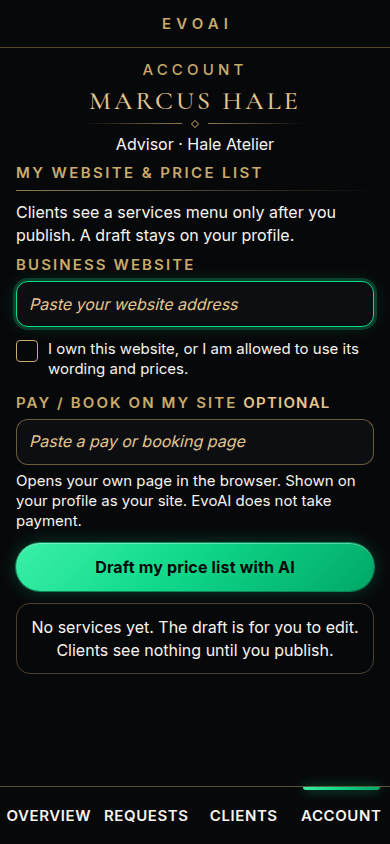 EVOAI
ACCOUNT
MARCUS HALE
Advisor · Hale Atelier
MY WEBSITE & PRICE LIST
Clients see a services menu only after you
publish. A draft stays on your profile.
BUSINESS WEBSITE
Paste your website address
I own this website, or I am allowed to use its
wording and prices.
PAY / BOOK ON MY SITE OPTIONAL
Paste a pay or booking page
Opens your own page in the browser. Shown on
your profile as your site. EvoAI does not take
payment.
Draft my price list with AI
No services yet. The draft is for you to edit.
Clients see nothing until you publish.
OVERVIEW REQUESTS CLIENTS ACCOUNT